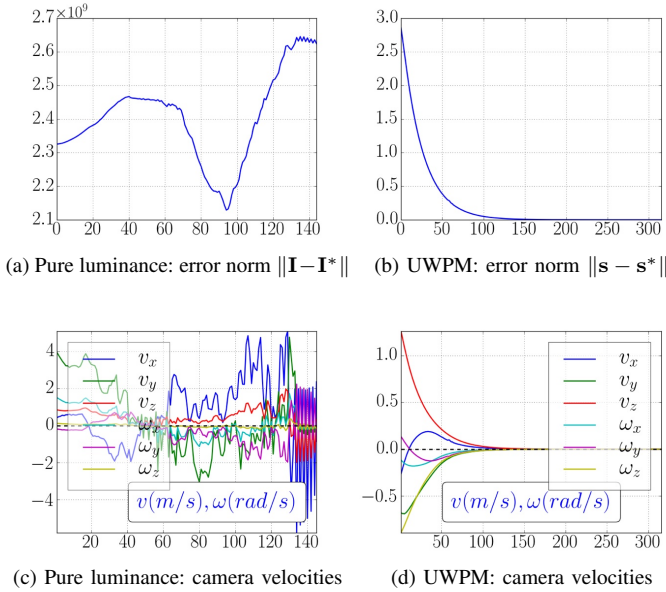 2.7 ×10⁹
2.6
2.5
2.4
2.3
2.2
2.1
0 20 40 60 80 100 120 140
3.0
2.5
2.0
1.5
1.0
0.5
0.0
0 50 100 150 200 250 300
(a) Pure luminance: error norm ‖I−I*‖
(b) UWPM: error norm ‖s − s*‖
4
2
0
−2
−4
v_x
v_y
v_z
ω_x
ω_y
ω_z
v(m/s), ω(rad/s)
20 40 60 80 100 120 140
1.0
0.5
0.0
−0.5
v_x
v_y
v_z
ω_x
ω_y
ω_z
v(m/s), ω(rad/s)
50 100 150 200 250 300
(c) Pure luminance: camera velocities
(d) UWPM: camera velocities